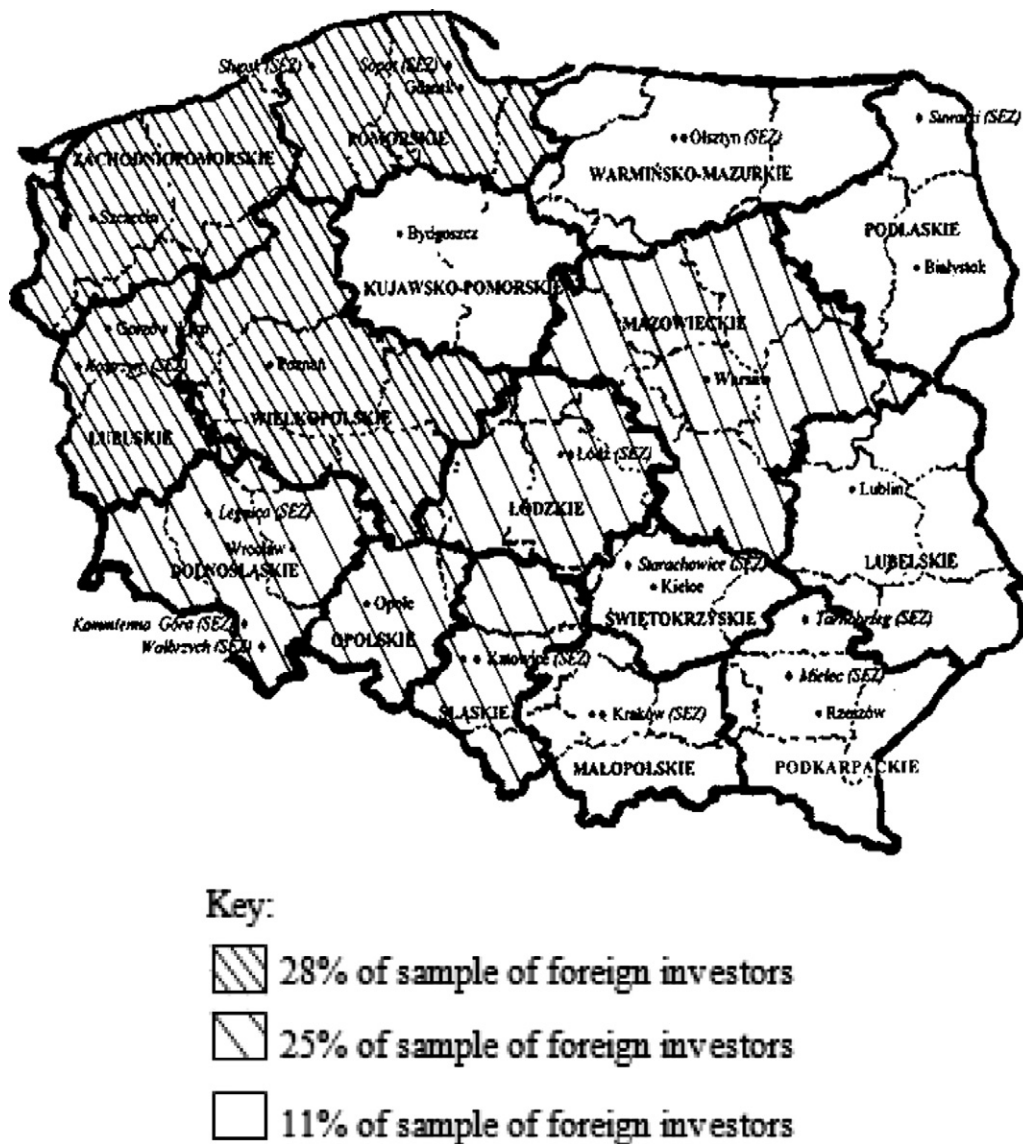 Słupsk (SEZ)
Sopot (SEZ)
Gdańsk
Suwałki (SEZ)
POMORSKIE
Olsztyn (SEZ)
ZACHODNIOPOMORSKIE
WARMIŃSKO-MAZURKIE
Szczecin
Bydgoszcz
PODLASKIE
Białystok
KUJAWSKO-POMORSKIE
MAZOWIECKIE
Poznań
Warsaw
WIELKOPOLSKIE
LUBUSKIE
Łódź (SEZ)
Lublin
Legnica (SEZ)
ŁÓDZKIE
Wrocław
DOLNOŚLĄSKIE
Starachowice (SEZ)
LUBELSKIE
Kielce
Opole
ŚWIĘTOKRZYSKIE
Tarnobrzeg (SEZ)
OPOLSKIE
Wałbrzych (SEZ)
Katowice (SEZ)
Mielec (SEZ)
ŚLĄSKIE
Kraków (SEZ)
Rzeszów
MAŁOPOLSKIE
PODKARPACKIE
Key:
28% of sample of foreign investors
25% of sample of foreign investors
11% of sample of foreign investors